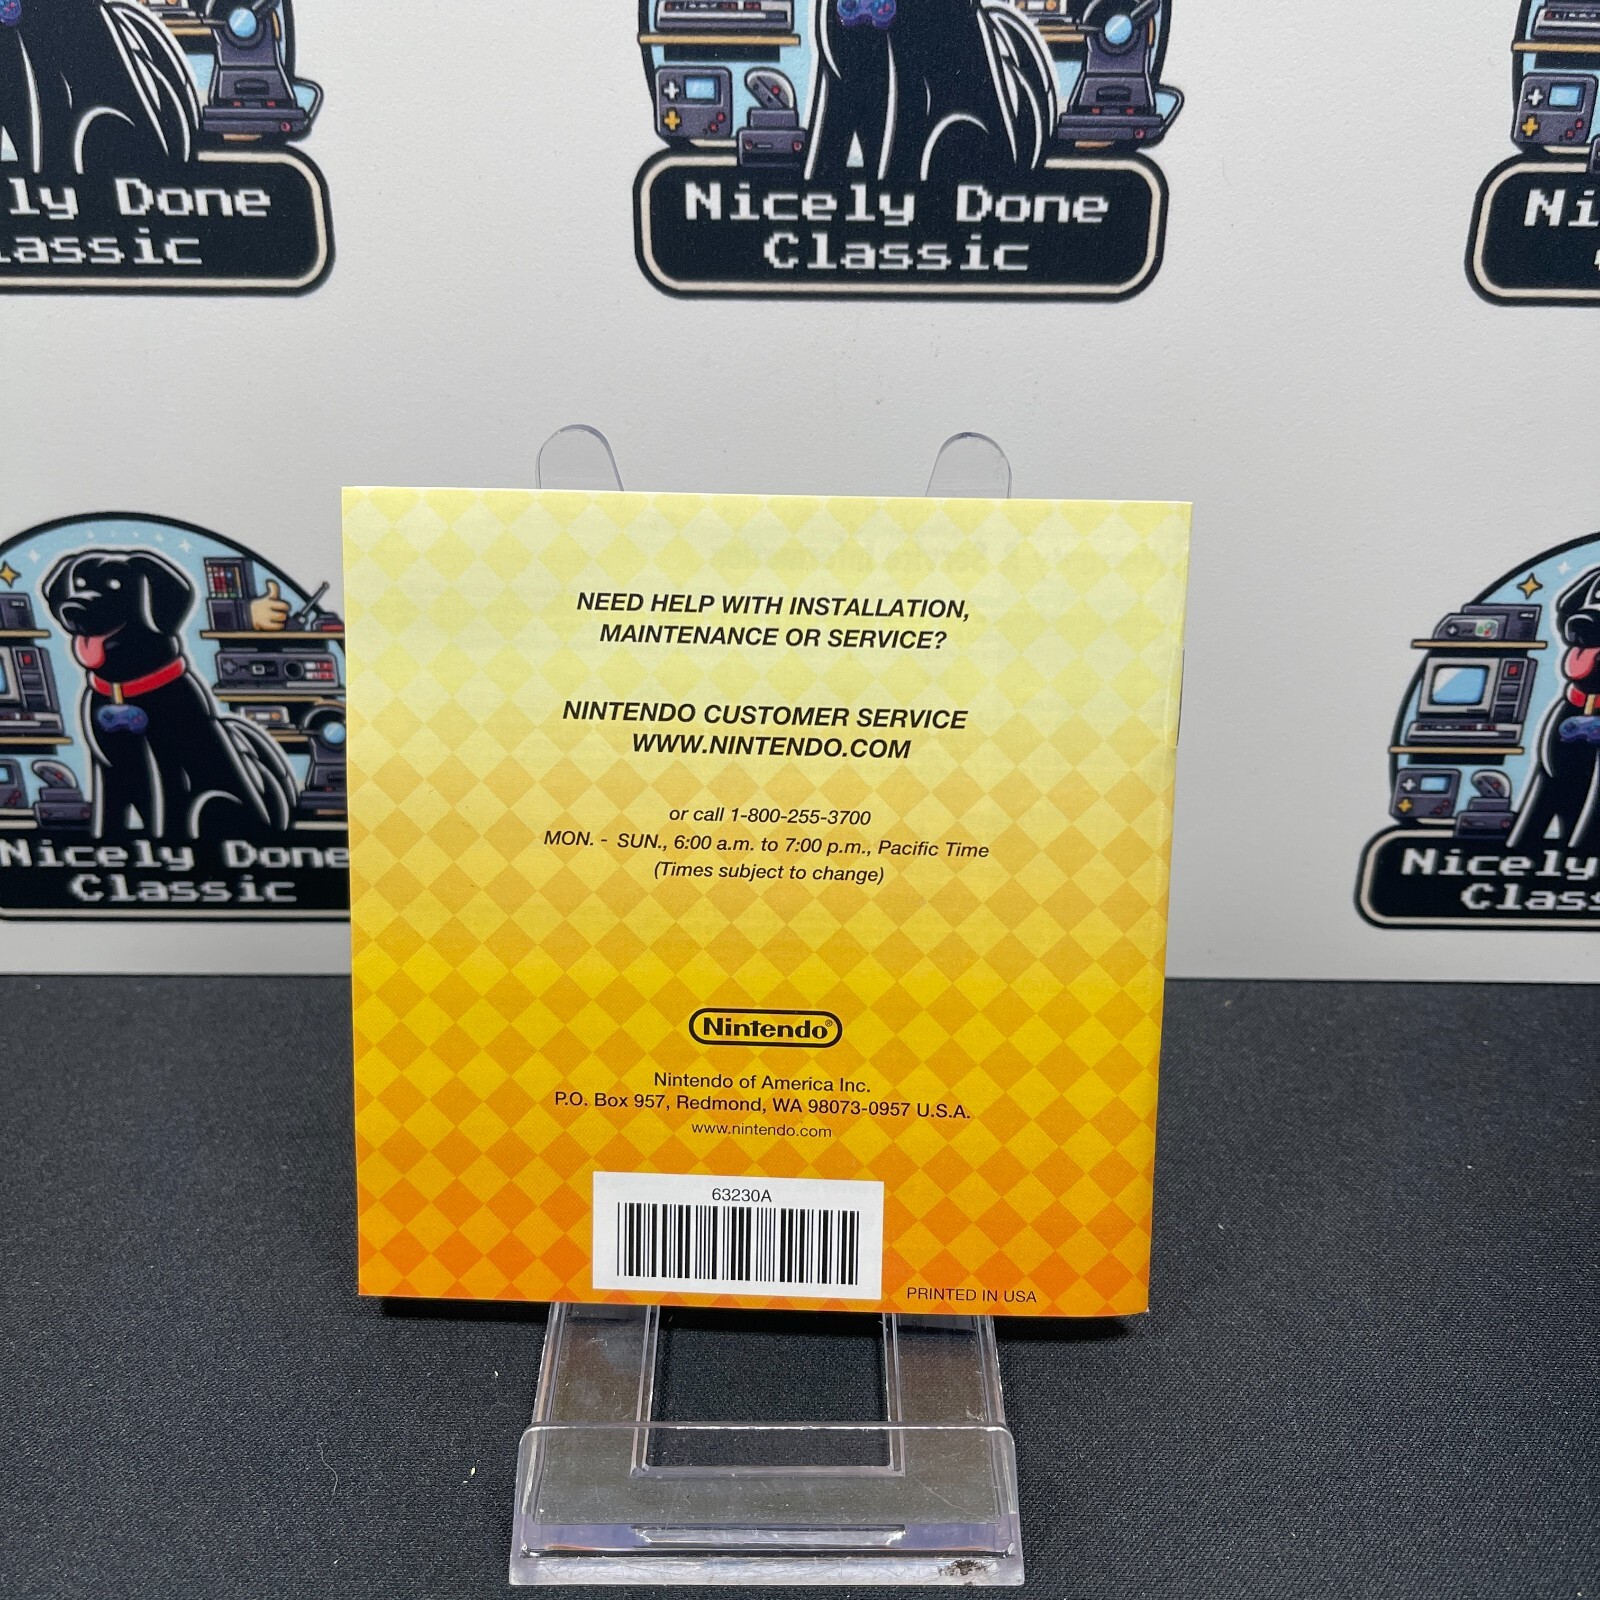 ly Done
assic
Nicely Done
Classic
Ni
Nicely Done
Classic
Nicely
Class
NEED HELP WITH INSTALLATION,
MAINTENANCE OR SERVICE?
NINTENDO CUSTOMER SERVICE
WWW.NINTENDO.COM
or call 1-800-255-3700
MON. - SUN., 6:00 a.m. to 7:00 p.m., Pacific Time
(Times subject to change)
Nintendo®
Nintendo of America Inc.
P.O. Box 957, Redmond, WA 98073-0957 U.S.A.
www.nintendo.com
63230A
PRINTED IN USA